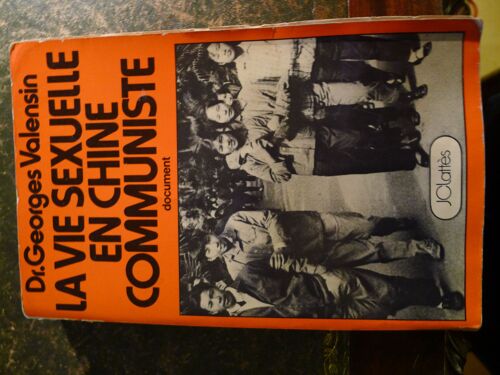 Dr. Georges Valensin
LA VIE SEXUELLE
EN CHINE
COMMUNISTE
document
JClattès